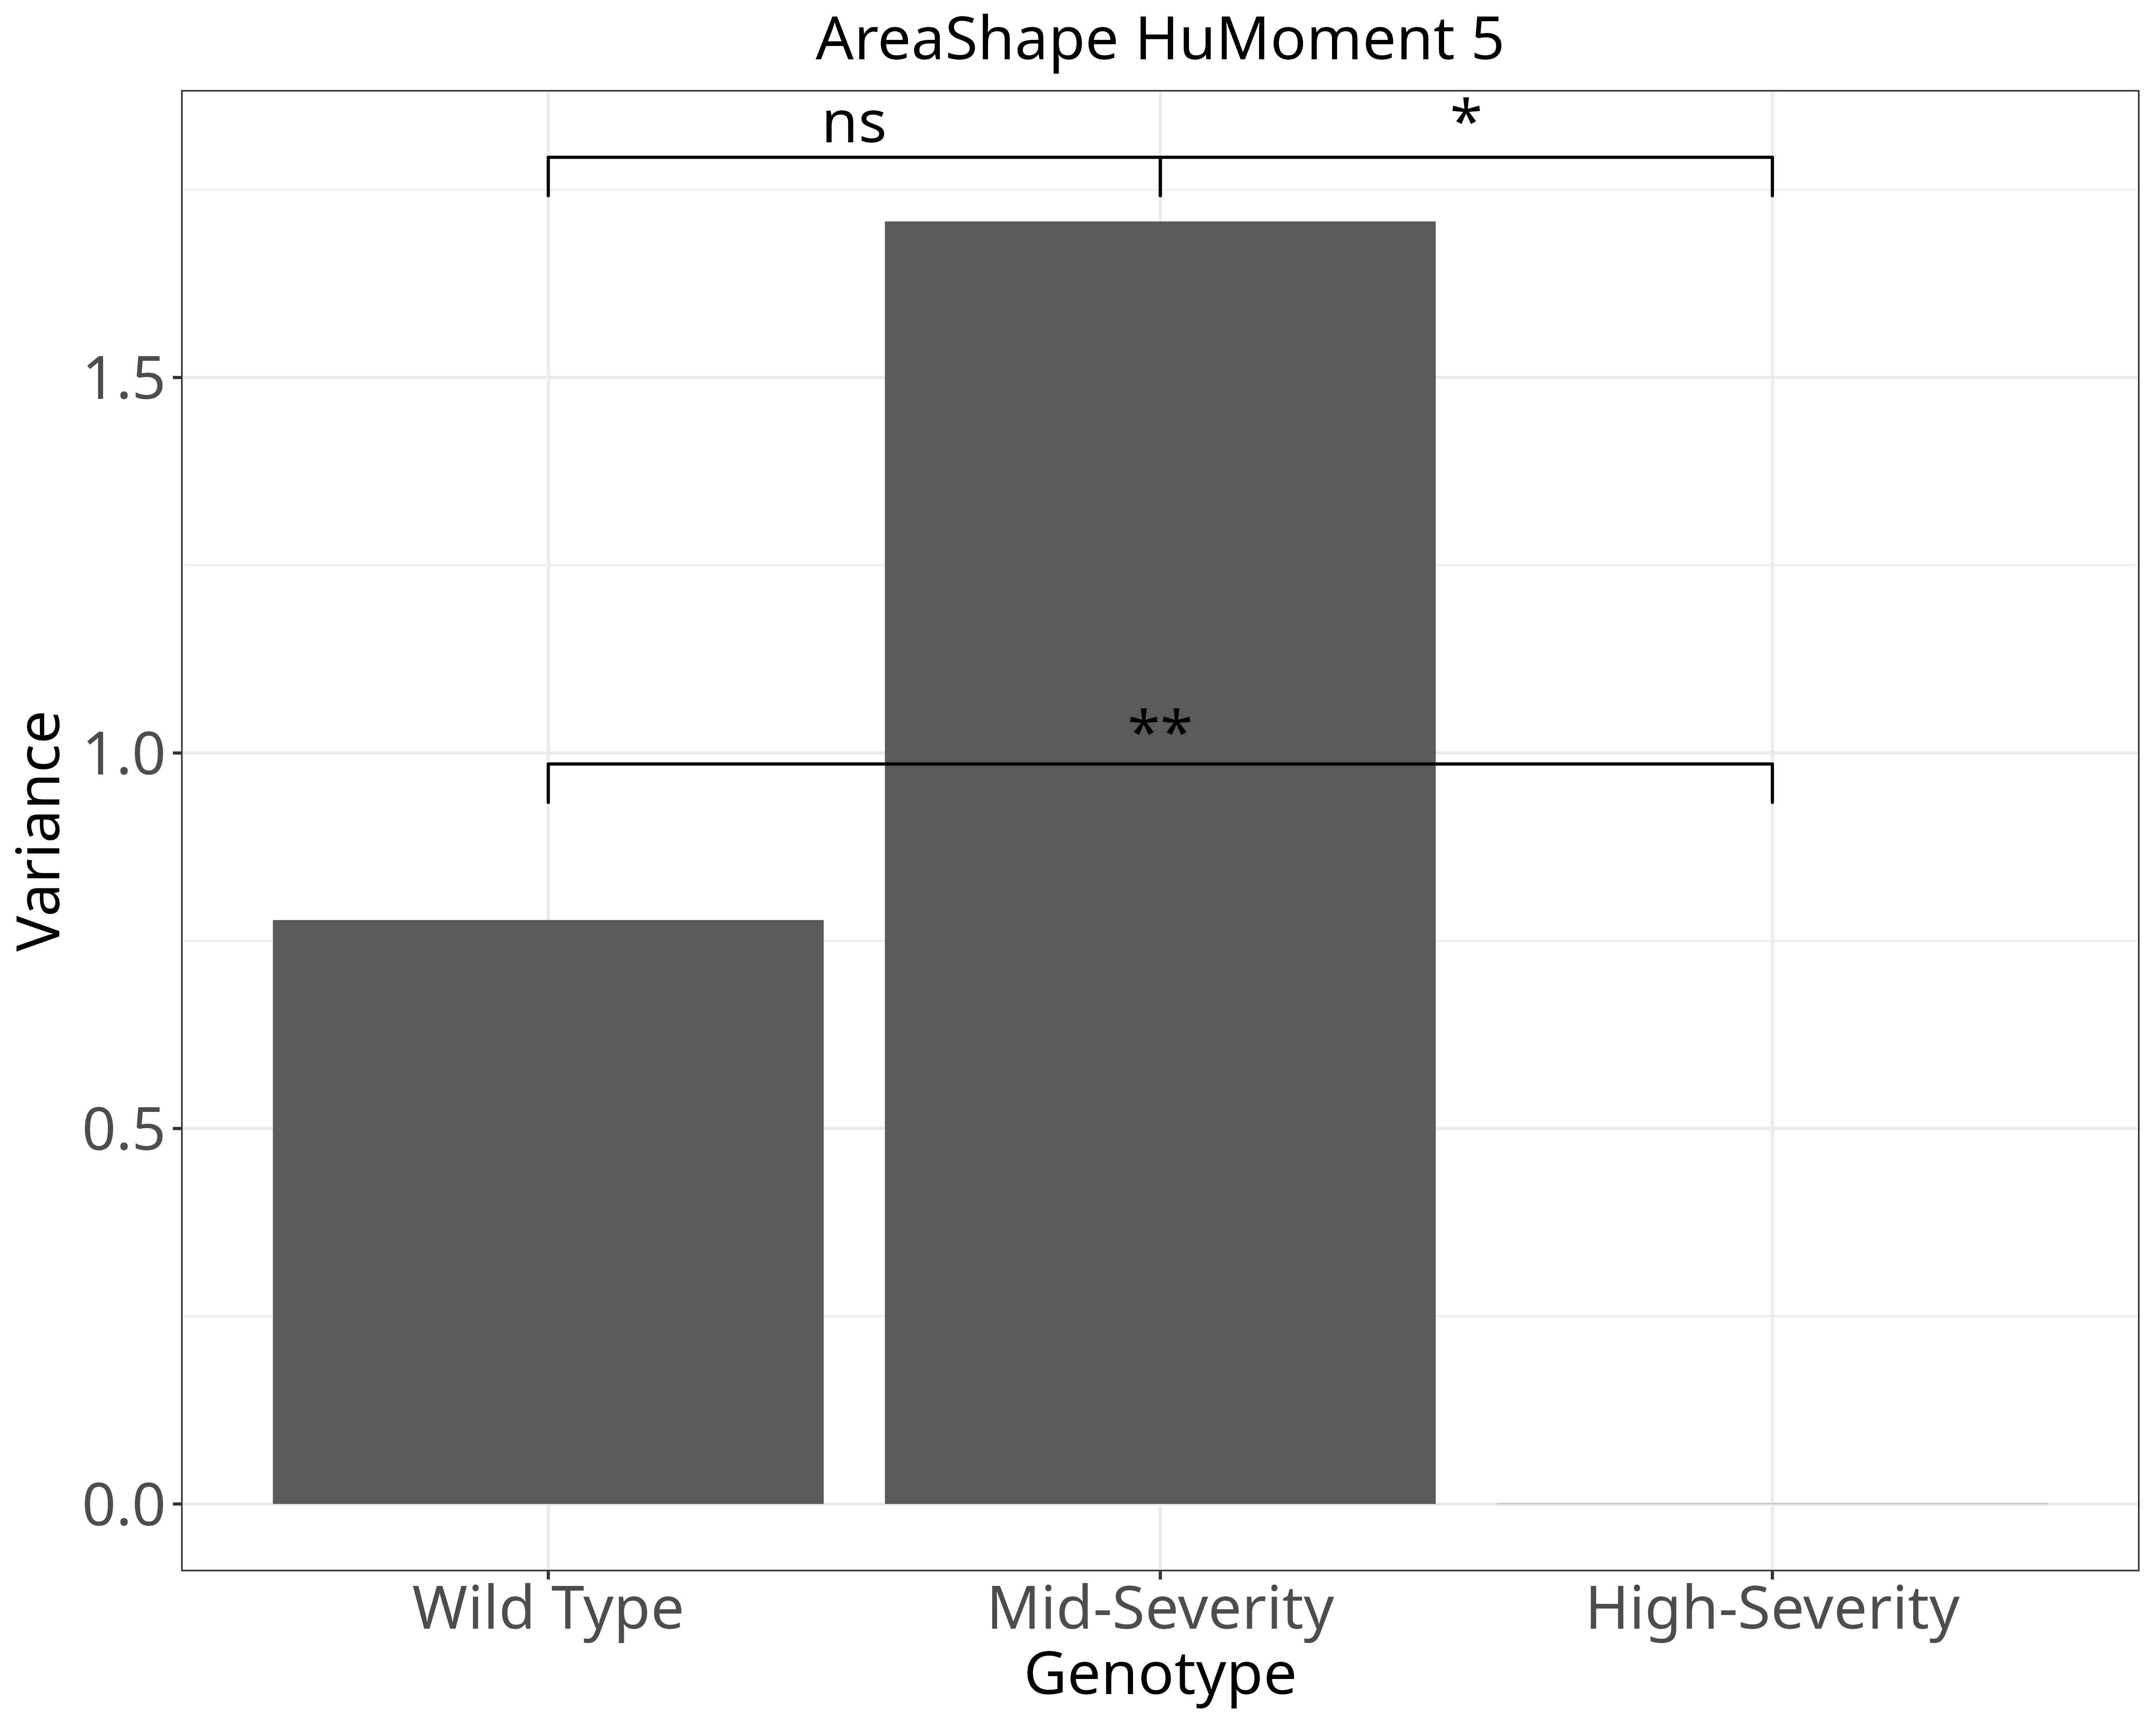 AreaShape HuMoment 5
ns
*
1.5
**
1.0
0.5
0.0
Variance
Wild Type
Mid-Severity
High-Severity
Genotype